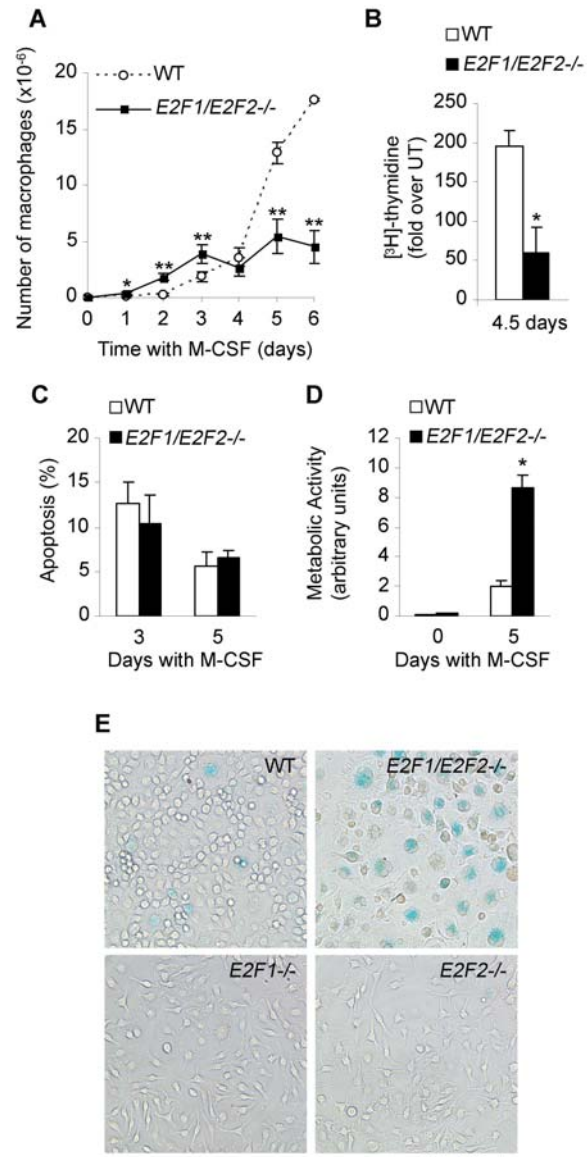 A
WT
E2F1/E2F2-/-
Number of macrophages (x10⁻⁶)
20
15
10
5
0
*
**
**
**
**
0 1 2 3 4 5 6
Time with M-CSF (days)
B
WT
E2F1/E2F2-/-
[³H]-thymidine
(fold over UT)
250
200
150
100
50
0
*
4.5 days
C
WT
E2F1/E2F2-/-
Apoptosis (%)
20
15
10
5
0
3 5
Days with M-CSF
D
WT
E2F1/E2F2-/-
Metabolic Activity
(arbitrary units)
12
10
8
6
4
2
0
*
0 5
Days with M-CSF
E
WT
E2F1/E2F2-/-
E2F1-/-
E2F2-/-